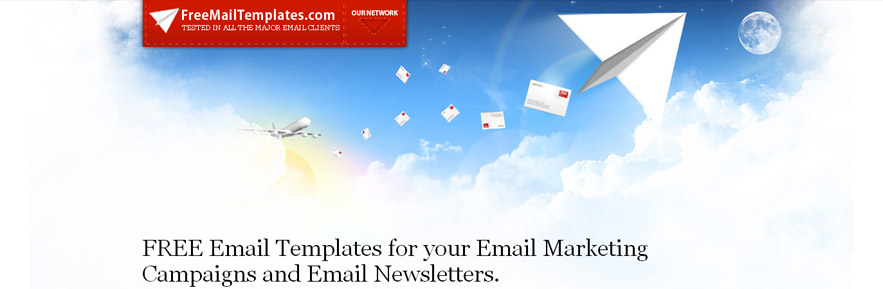 FreeMailTemplates.com
TESTED IN ALL THE MAJOR EMAIL CLIENTS
OUR NETWORK
FREE Email Templates for your Email Marketing
Campaigns and Email Newsletters.